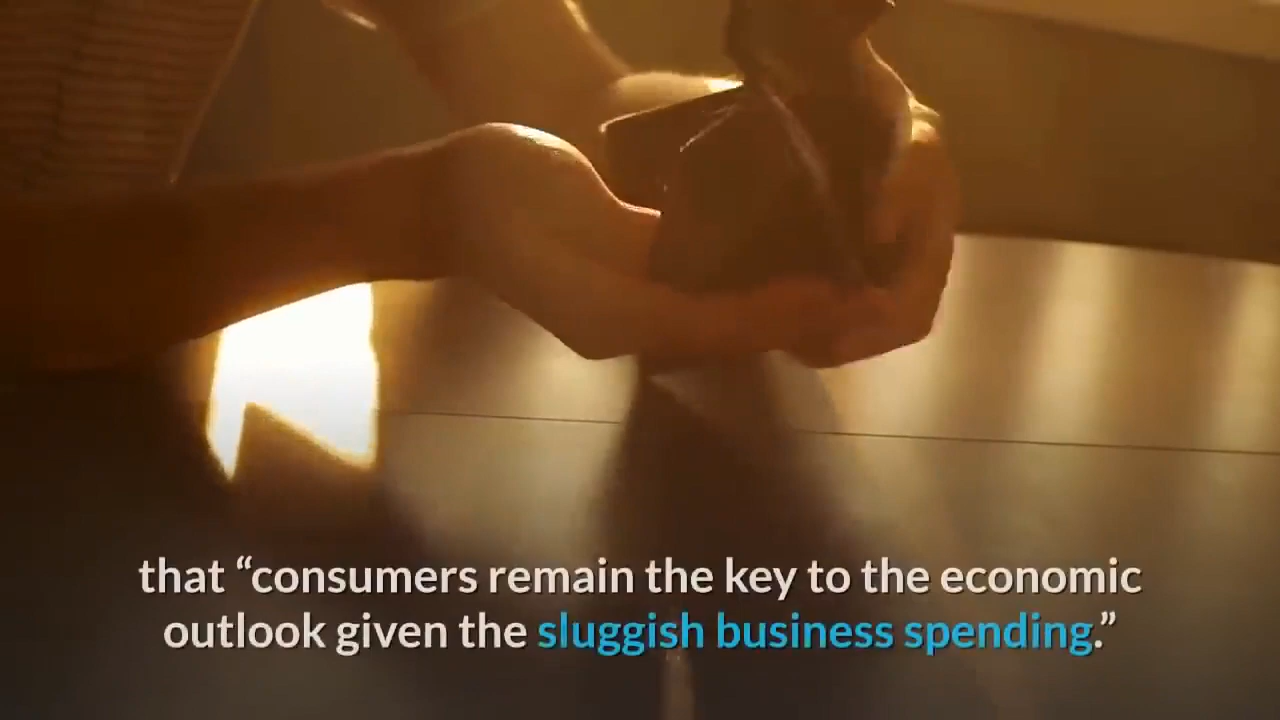 that “consumers remain the key to the economic
outlook given the sluggish business spending.”